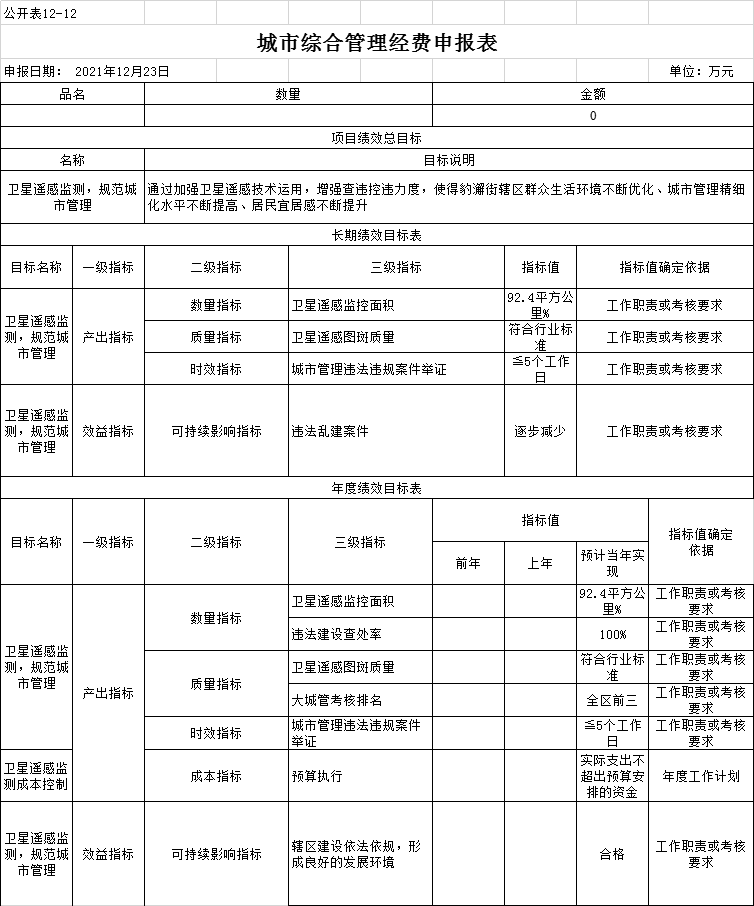 公开表12-12
城市综合管理经费申报表
申报日期： 2021年12月23日 单位：万元
品名 数量 金额
0
项目绩效总目标
名称 目标说明
卫星遥感监测，规范城市管理
通过加强卫星遥感技术运用，增强查违控违力度，使得豹澥街辖区群众生活环境不断优化、城市管理精细
化水平不断提高、居民宜居感不断提升
长期绩效目标表
目标名称 一级指标 二级指标 三级指标 指标值 指标值确定依据
卫星遥感监
测，规范城
市管理
产出指标
数量指标 卫星遥感监控面积 92.4平方公里% 工作职责或考核要求
质量指标 卫星遥感图斑质量 符合行业标准 工作职责或考核要求
时效指标 城市管理违法违规案件举证 ≦5个工作日 工作职责或考核要求
卫星遥感监
测，规范城
市管理
效益指标 可持续影响指标 违法乱建案件 逐步减少 工作职责或考核要求
年度绩效目标表
目标名称 一级指标 二级指标 三级指标 指标值 指标值确定依据
前年 上年 预计当年实现
卫星遥感监
测，规范城
市管理
产出指标
数量指标
卫星遥感监控面积 92.4平方公里% 工作职责或考核要求
违法建设查处率 100% 工作职责或考核要求
质量指标
卫星遥感图斑质量 符合行业标准 工作职责或考核要求
大城管考核排名 全区前三 工作职责或考核要求
时效指标 城市管理违法违规案件举证 ≦5个工作日 工作职责或考核要求
卫星遥感监
测成本控制
成本指标 预算执行 实际支出不超出预算安排的资金 年度工作计划
卫星遥感监
测，规范城
市管理
效益指标 可持续影响指标 辖区建设依法依规，形成良好的发展环境 合格 工作职责或考核要求